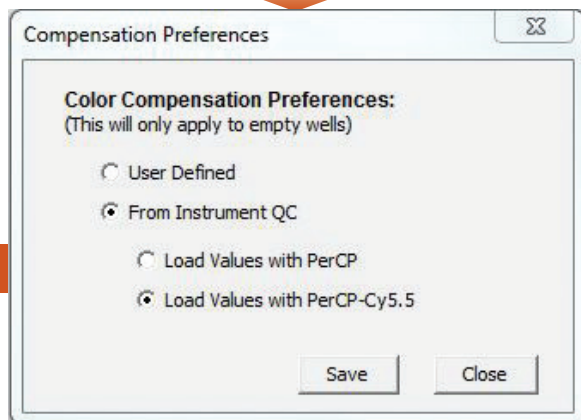 Compensation Preferences
Color Compensation Preferences:
(This will only apply to empty wells)
User Defined
From Instrument QC
Load Values with PerCP
Load Values with PerCP-Cy5.5
Save
Close